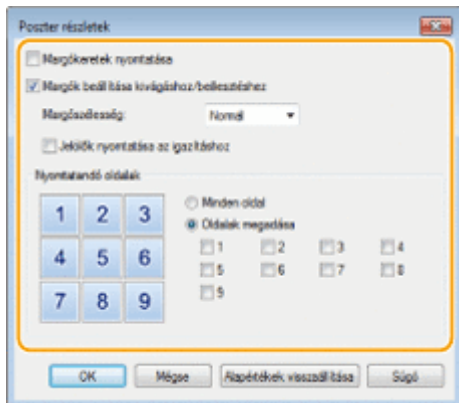 Poszter részletek
Margókeretek nyomtatása
Margók beállítása kivágáshoz/beillesztéshez
Margószélesség: Normál
Jelölők nyomtatása az igazításhoz
Nyomtatandó oldalak
1 2 3
4 5 6
7 8 9
Minden oldal
Oldalak megadása
1 2 3 4
5 6 7 8
9
OK Mégse Alapértékek visszaállítása Súgó